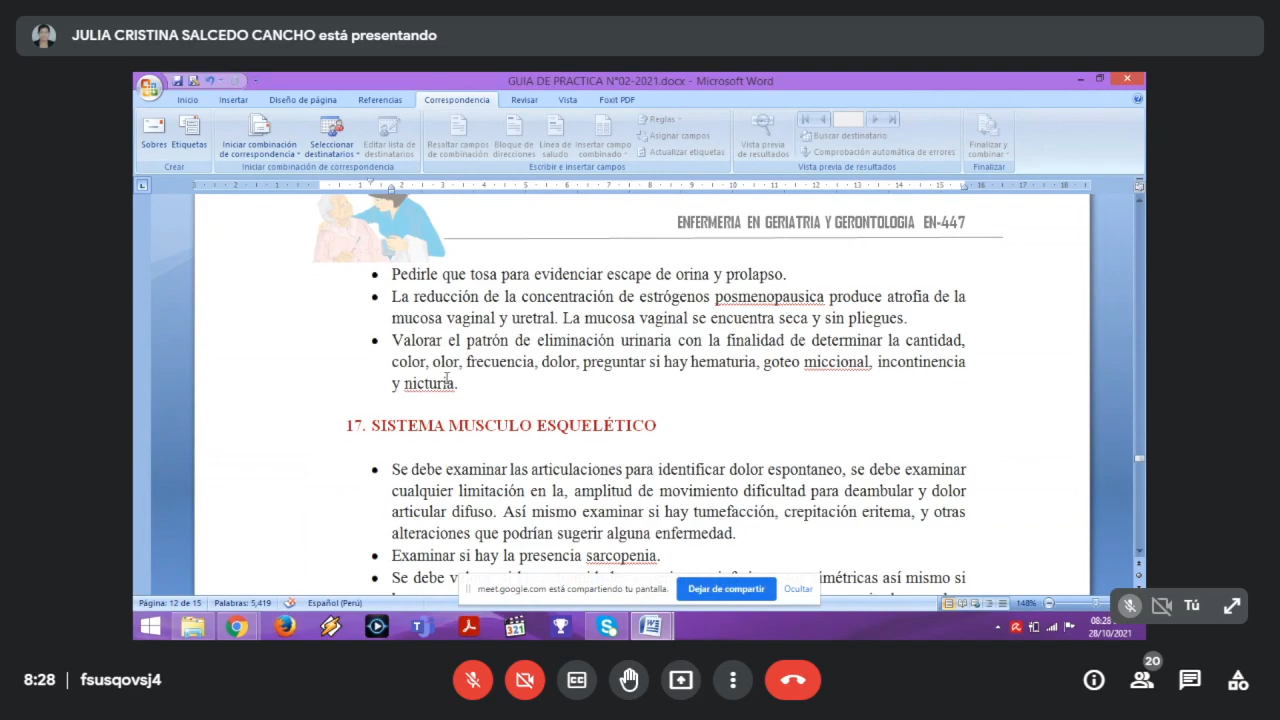 JULIA CRISTINA SALCEDO CANCHO está presentando
GUIA DE PRACTICA N°02-2021.docx - Microsoft Word
Inicio Insertar Diseño de página Referencias Correspondencia Revisar Vista Foxit PDF
Sobres Etiquetas
Crear
Iniciar combinación de correspondencia
Seleccionar destinatarios
Editar lista de destinatarios
Iniciar combinación de correspondencia
Resaltar campos de combinación
Bloque de direcciones
Línea de saludo
Insertar campo combinado
Reglas
Asignar campos
Actualizar etiquetas
Escribir e insertar campos
Vista previa de resultados
Buscar destinatario
Comprobación automática de errores
Vista previa de resultados
Finalizar y combinar
Finalizar
ENFERMERIA EN GERIATRIA Y GERONTOLOGIA EN-447
• Pedirle que tosa para evidenciar escape de orina y prolapso.
• La reducción de la concentración de estrógenos posmenopausica produce atrofia de la
mucosa vaginal y uretral. La mucosa vaginal se encuentra seca y sin pliegues.
• Valorar el patrón de eliminación urinaria con la finalidad de determinar la cantidad,
color, olor, frecuencia, dolor, preguntar si hay hematuria, goteo miccional, incontinencia
y nicturia.
17. SISTEMA MUSCULO ESQUELÉTICO
• Se debe examinar las articulaciones para identificar dolor espontaneo, se debe examinar
cualquier limitación en la, amplitud de movimiento dificultad para deambular y dolor
articular difuso. Así mismo examinar si hay tumefacción, crepitación eritema, y otras
alteraciones que podrían sugerir alguna enfermedad.
• Examinar si hay la presencia sarcopenia.
• Se debe
así mismo si
meet.google.com está compartiendo tu pantalla. Dejar de compartir Ocultar
Página: 12 de 15 Palabras: 5,419 Español (Perú) 148%
Tú
08:28
28/10/2021
8:28 | fsusqovsj4
20